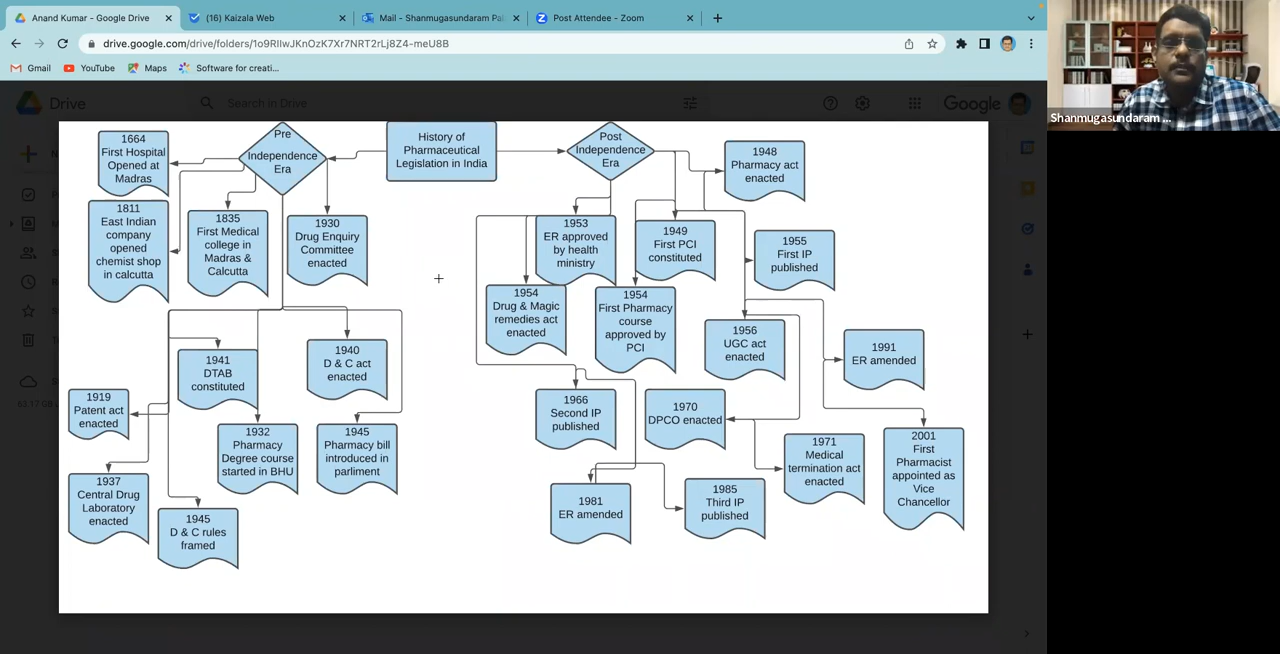 Anand Kumar - Google Drive
(16) Kaizala Web
Mail - Shanmugasundaram Pal
Post Attendee - Zoom
drive.google.com/drive/folders/1o9RIIwJKnOzK7Xr7NRT2rLj8Z4-meU8B
Gmail
YouTube
Maps
Software for creati...
Shanmugasundaram ...
Drive
Search in Drive
Google
History of
Pharmaceutical
Legislation in India
Pre
Independence
Era
1664
First Hospital
Opened at
Madras
1811
East Indian
company
opened
chemist shop
in calcutta
1835
First Medical
college in
Madras &
Calcutta
1930
Drug Enquiry
Committee
enacted
1941
DTAB
constituted
1940
D & C act
enacted
1919
Patent act
enacted
1932
Pharmacy
Degree course
started in BHU
1945
Pharmacy bill
introduced in
parliment
1937
Central Drug
Laboratory
enacted
1945
D & C rules
framed
Post
Independence
Era
1948
Pharmacy act
enacted
1953
ER approved
by health
ministry
1949
First PCI
constituted
1955
First IP
published
1954
Drug & Magic
remedies act
enacted
1954
First Pharmacy
course
approved by
PCI
1956
UGC act
enacted
1991
ER amended
1966
Second IP
published
1970
DPCO enacted
1971
Medical
termination act
enacted
2001
First
Pharmacist
appointed as
Vice
Chancellor
1981
ER amended
1985
Third IP
published